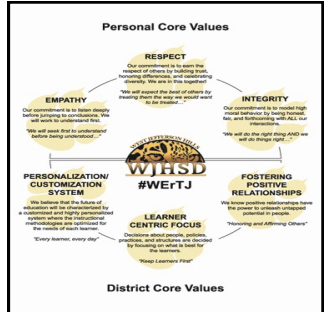 Personal Core Values
RESPECT
Our commitment is to earn the
respect of others by building trust,
honoring differences, and celebrating
diversity. We are in this together!
"We will expect the best of others by
treating them the way we would want
to be treated..."
EMPATHY
Our commitment is to listen deeply
before jumping to conclusions. We
will work to understand first.
"We will seek first to understand
before being understood..."
INTEGRITY
Our commitment is to model high
moral behavior by being honest,
fair, and forthcoming with ALL our
interactions.
"We will do the right thing AND we
will do things right..."
WEST JEFFERSON HILLS
WJHSD
#WErTJ
PERSONALIZATION/
CUSTOMIZATION
SYSTEM
We believe that the future of
education will be characterized by
a customized and highly personalized
system where the instructional
methodologies are optimized for
the needs of each learner.
"Every learner, every day"
FOSTERING
POSITIVE
RELATIONSHIPS
We know positive relationships have
the power to unleash untapped
potential in people.
"Honoring and Affirming Others"
LEARNER
CENTRIC FOCUS
Decisions about people, policies,
practices, and structures are decided
by focusing on what is best for
the learners.
"Keep Learners First"
District Core Values